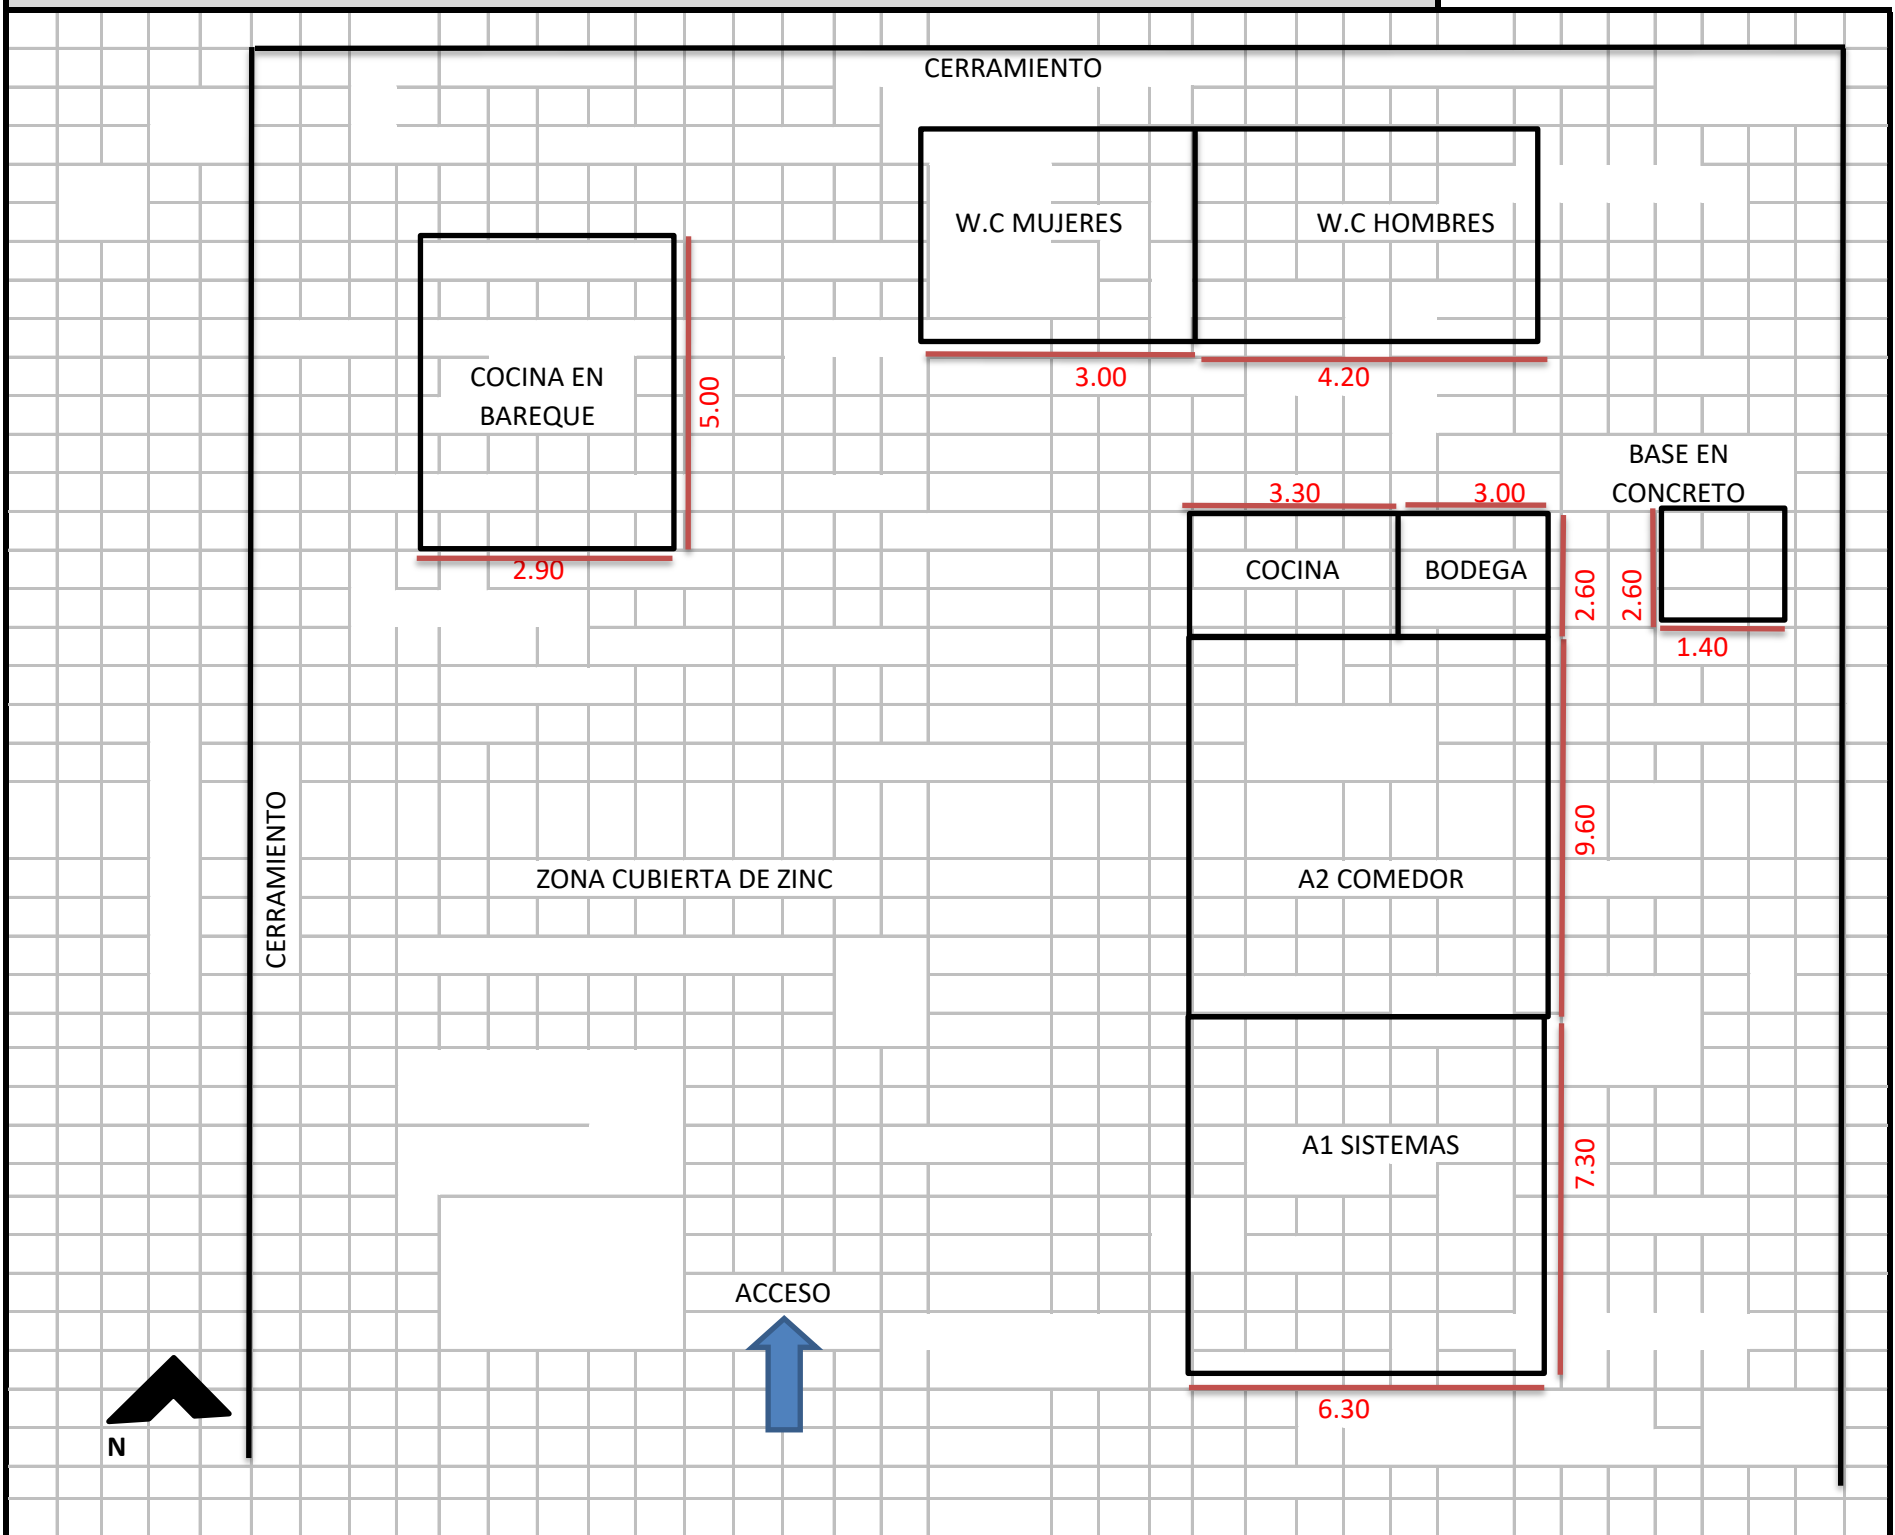 CERRAMIENTO
W.C MUJERES
W.C HOMBRES
3.00
4.20
COCINA EN
BAREQUE
5.00
2.90
BASE EN
CONCRETO
3.30
3.00
COCINA
BODEGA
2.60
2.60
1.40
9.60
CERRAMIENTO
ZONA CUBIERTA DE ZINC
A2 COMEDOR
A1 SISTEMAS
7.30
ACCESO
6.30
N